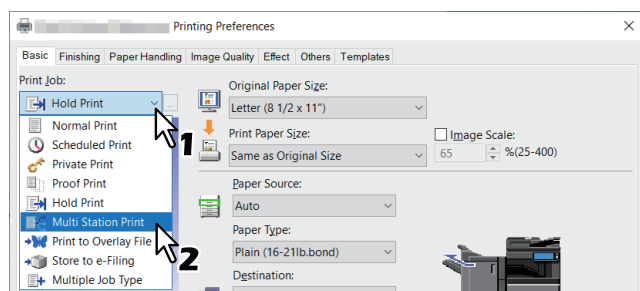 Printing Preferences
Basic Finishing Paper Handling Image Quality Effect Others Templates
Print Job:
Hold Print
...
Normal Print
Scheduled Print
Private Print
Proof Print
Hold Print
Multi Station Print
Print to Overlay File
Store to e-Filing
Multiple Job Type
1
2
Original Paper Size:
Letter (8 1/2 x 11")
Print Paper Size:
Same as Original Size
Image Scale:
65 %(25-400)
Paper Source:
Auto
Paper Type:
Plain (16-21lb.bond)
Destination: